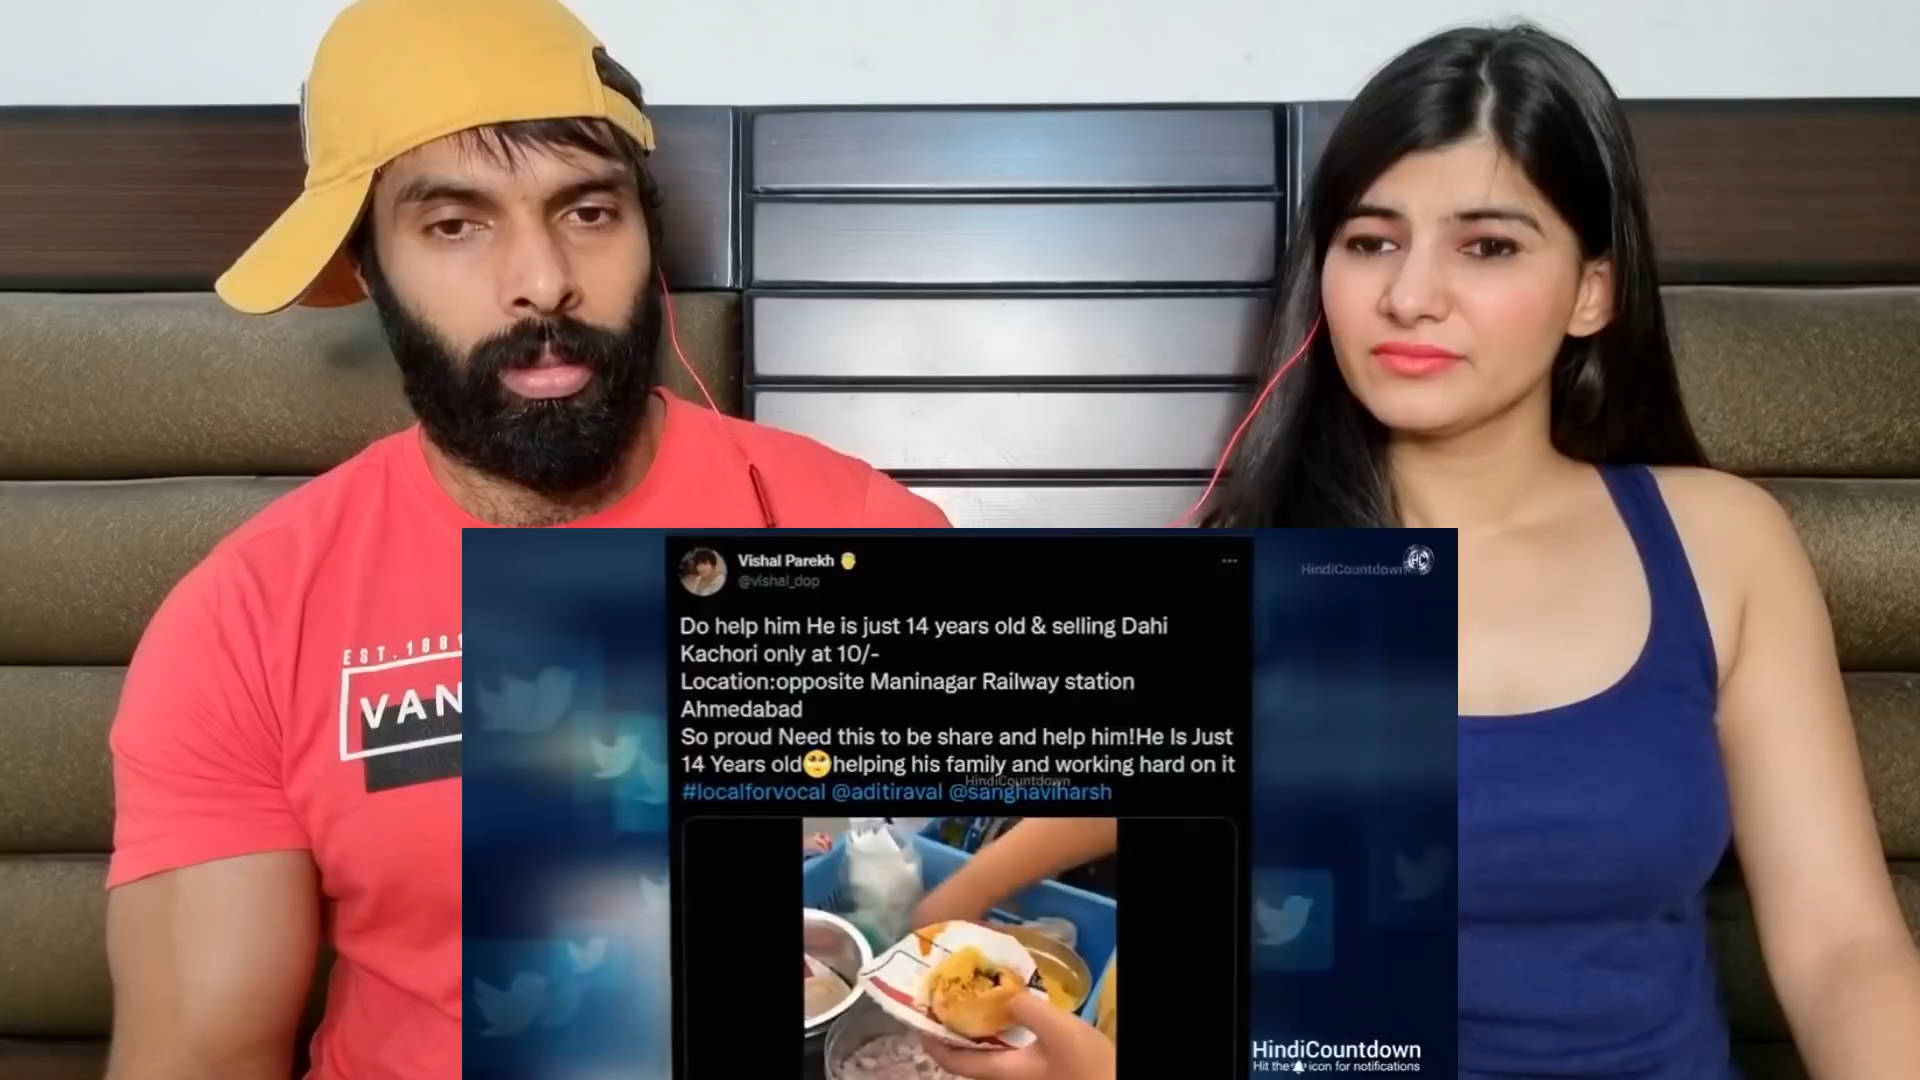 EST.1881
VAN
Vishal Parekh
@vishal_dop
HindiCountdown
HC
Do help him He is just 14 years old & selling Dahi
Kachori only at 10/-
Location:opposite Maninagar Railway station
Ahmedabad
So proud Need this to be share and help him!He Is Just
14 Years old🥺helping his family and working hard on it
HindiCountdown
#localforvocal @aditiraval @sanghaviharsh
HindiCountdown
Hit the 🔔 icon for notifications